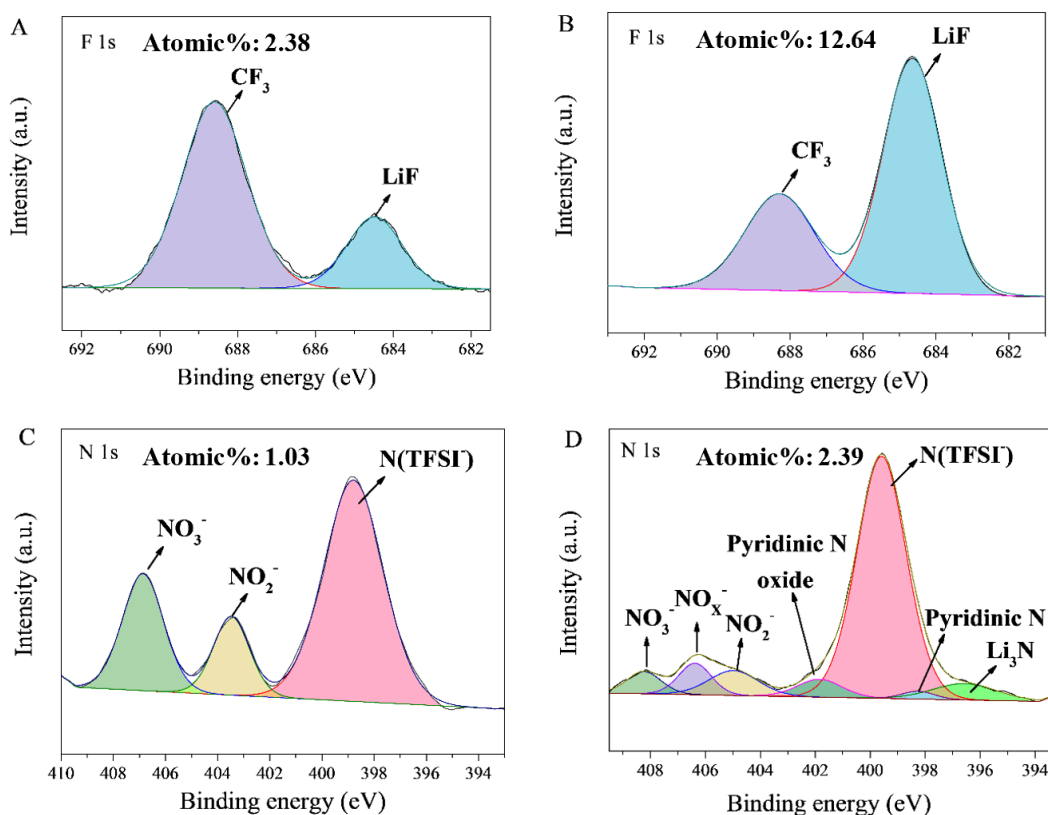 A
F 1s
Atomic%: 2.38
CF₃
LiF
Intensity (a.u.)
692 690 688 686 684 682
Binding energy (eV)
B
F 1s
Atomic%: 12.64
LiF
CF₃
Intensity (a.u.)
692 690 688 686 684 682
Binding energy (eV)
C
N 1s
Atomic%: 1.03
N(TFSI⁻)
NO₃⁻
NO₂⁻
Intensity (a.u.)
410 408 406 404 402 400 398 396 394
Binding energy (eV)
D
N 1s
Atomic%: 2.39
N(TFSI⁻)
Pyridinic N
oxide
NO₃⁻
NOₓ⁻
NO₂⁻
Pyridinic N
Li₃N
Intensity (a.u.)
408 406 404 402 400 398 396 394
Binding energy (eV)